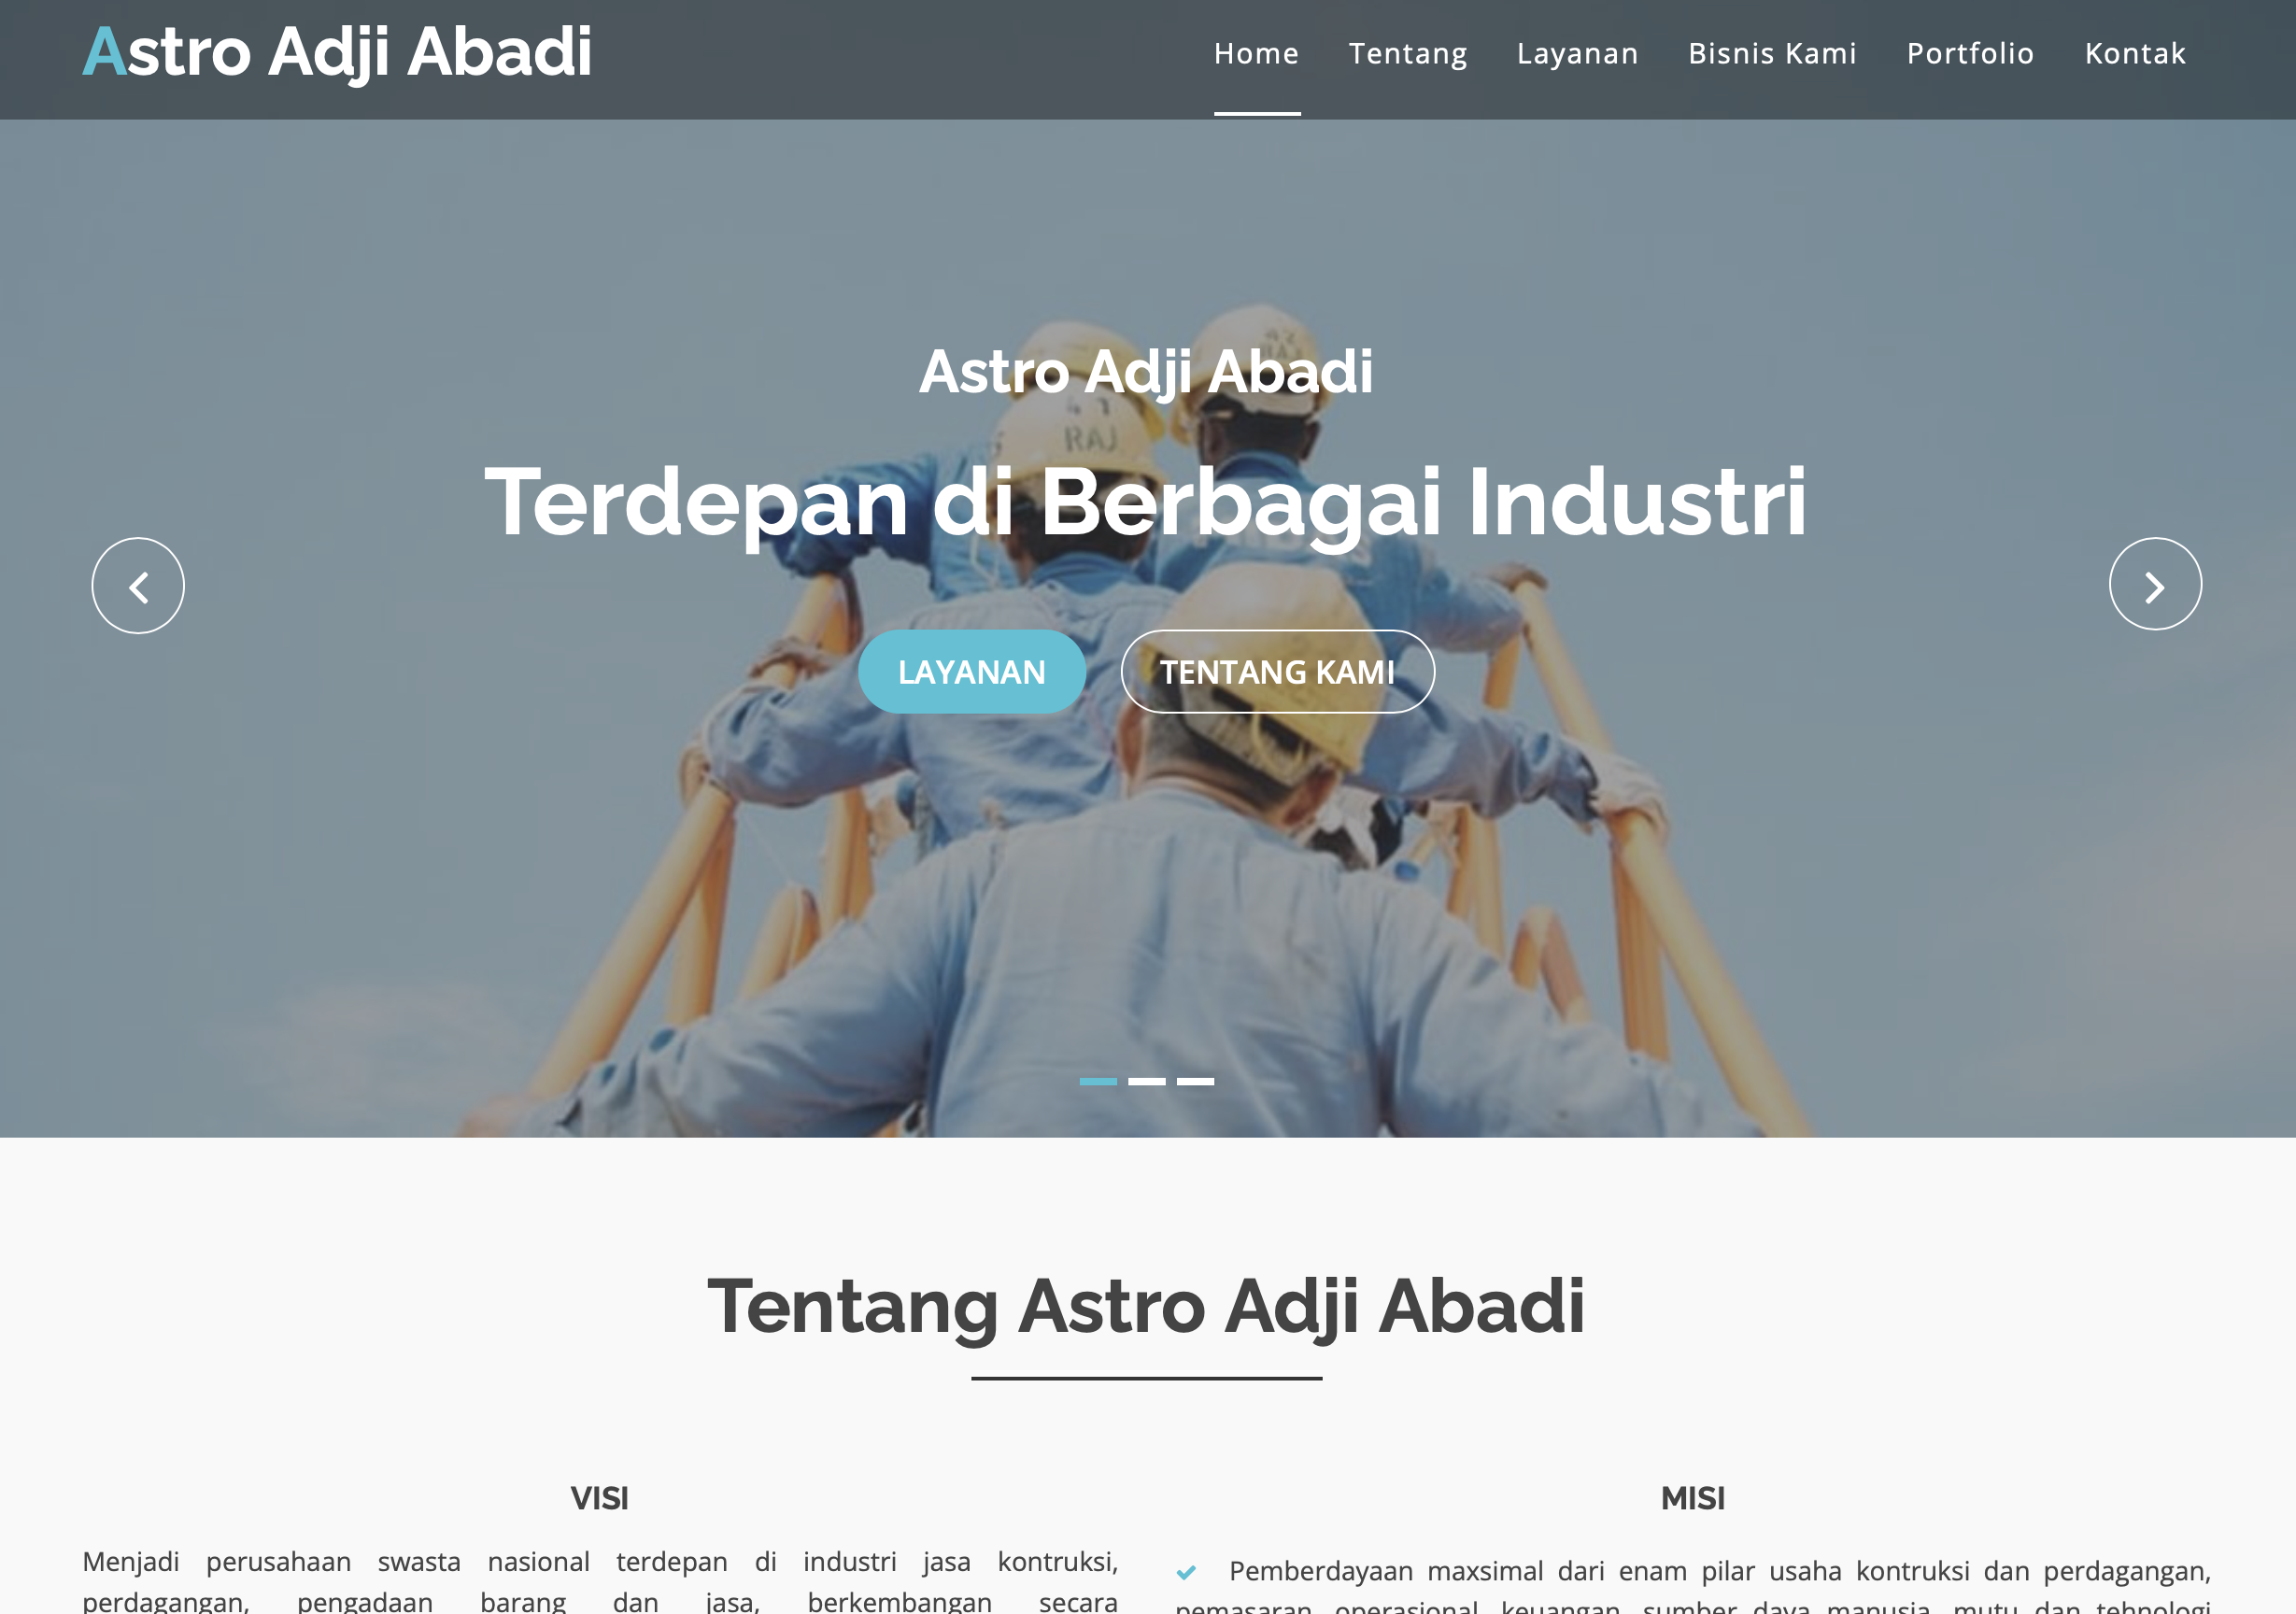 Astro Adji Abadi
Home Tentang Layanan Bisnis Kami Portfolio Kontak
Astro Adji Abadi
Terdepan di Berbagai Industri
LAYANAN TENTANG KAMI
Tentang Astro Adji Abadi
VISI
Menjadi perusahaan swasta nasional terdepan di industri jasa kontruksi,
perdagangan, pengadaan barang dan jasa, berkembangan secara
MISI
Pemberdayaan maxsimal dari enam pilar usaha kontruksi dan perdagangan,
pemasaran, operasional, keuangan, sumber daya manusia, mutu dan tehnologi